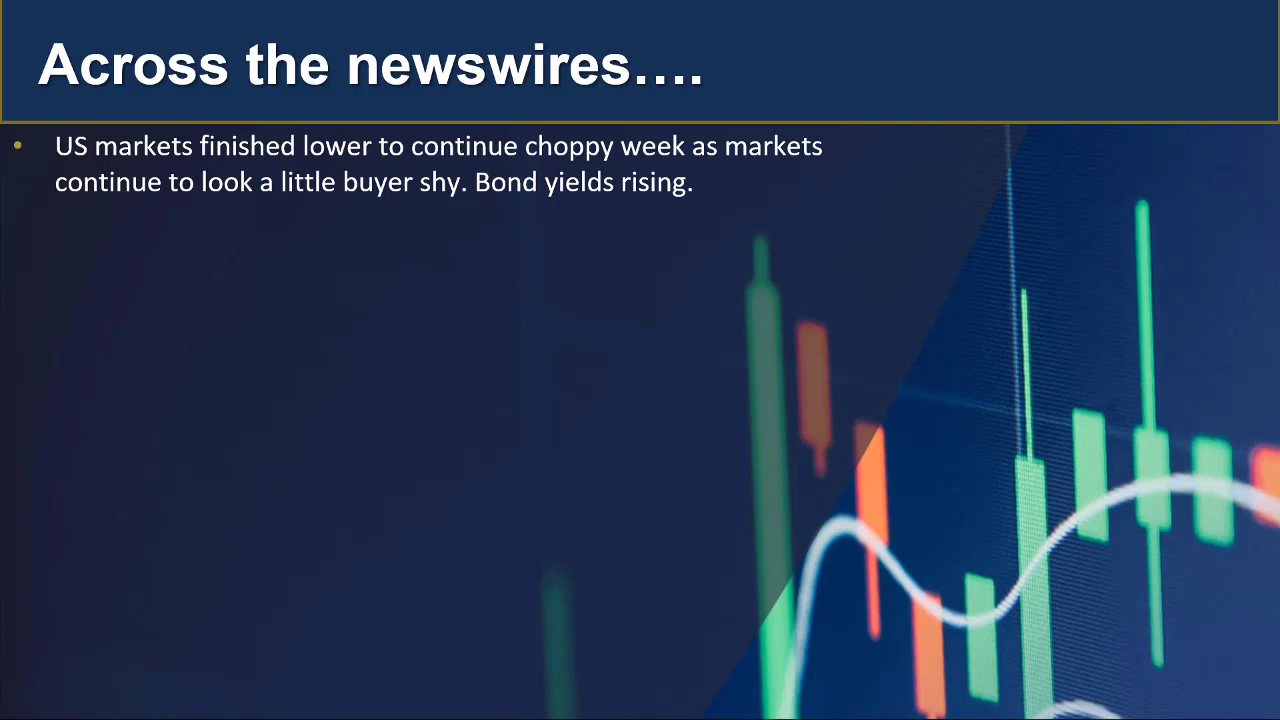 Across the newswires….
• US markets finished lower to continue choppy week as markets
continue to look a little buyer shy. Bond yields rising.